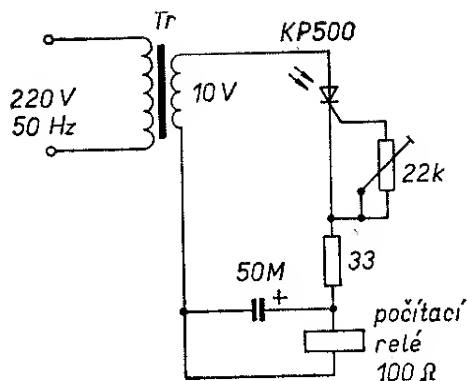 Tr
KP500
220 V
50 Hz
10 V
22k
33
50M
+
počítací
relé
100 Ω